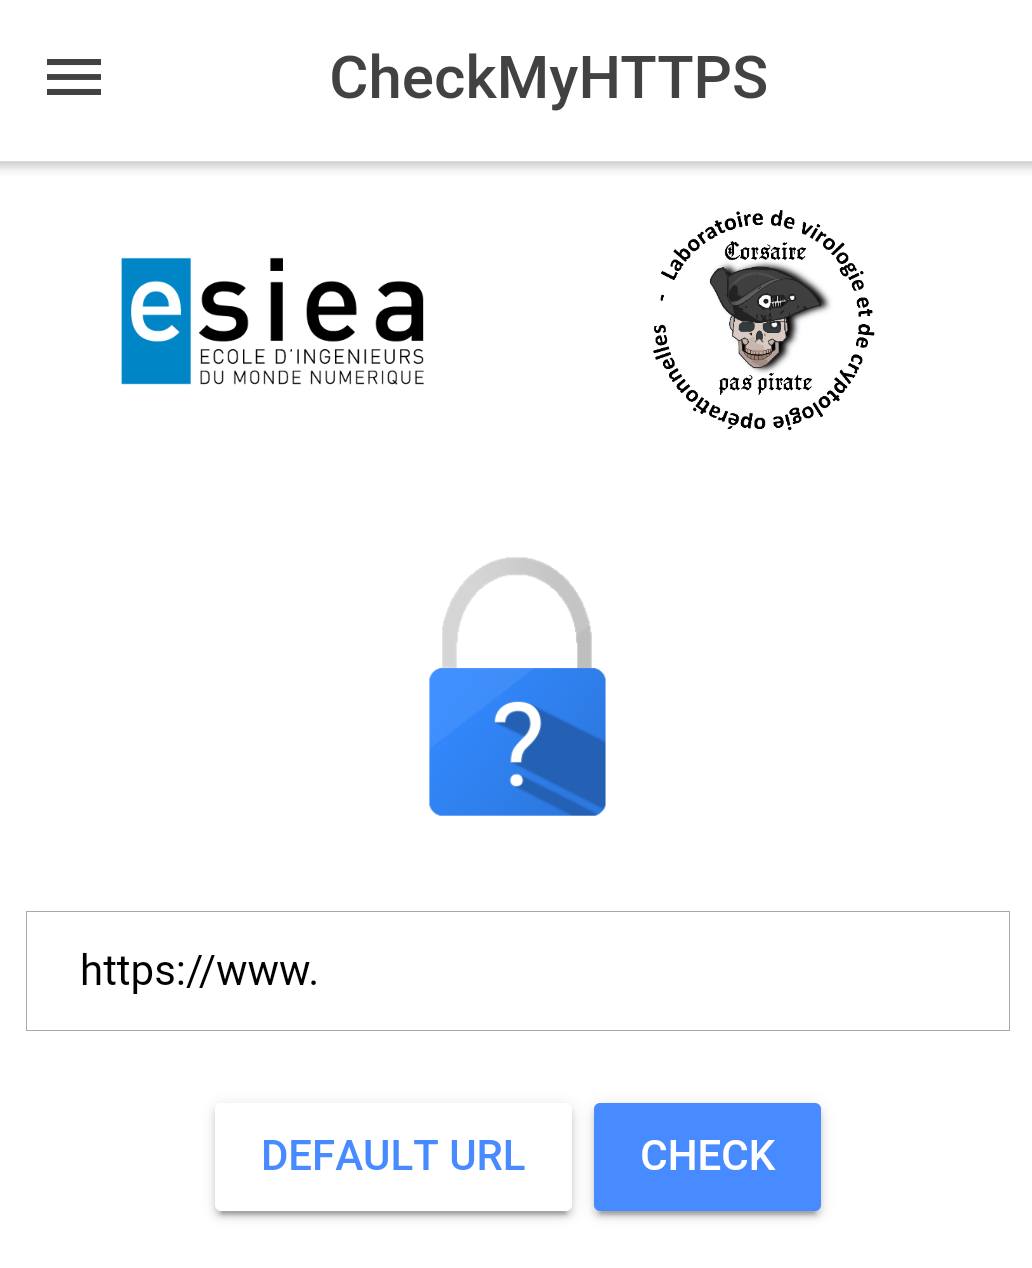 CheckMyHTTPS
esiea
ECOLE D'INGENIEURS
DU MONDE NUMERIQUE
- Laboratoire de virologie et de cryptologie opérationnelles
Corsaire
pas pirate
?
https://www.
DEFAULT URL
CHECK